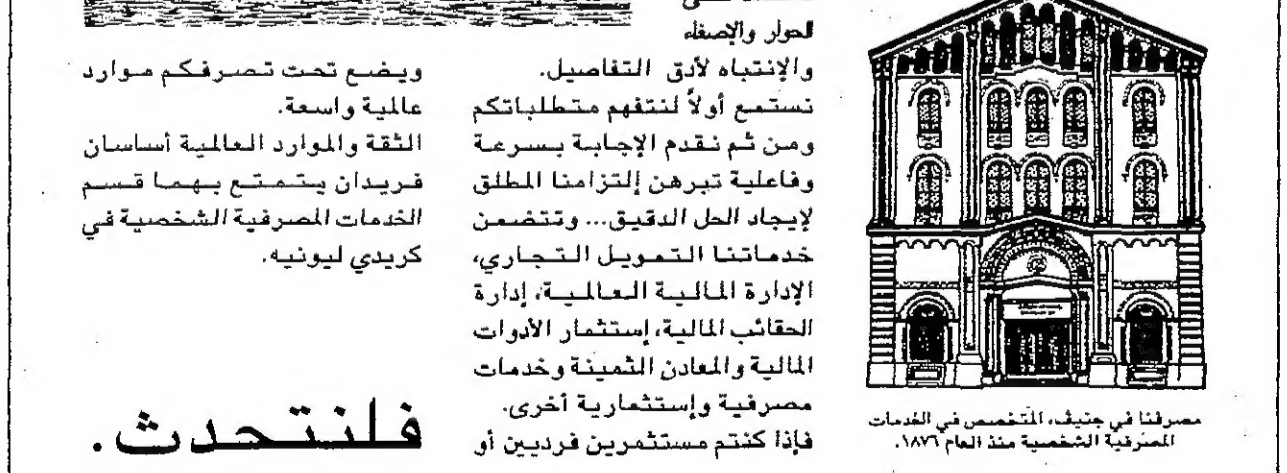 الحوار والإصغاء
والإنتباه لأدق التفاصيل.
نستمع أولاً لنتفهم متطلباتكم
ومن ثم نقدم الإجابة بسرعة
وفاعلية تبرهن إلتزامنا المطلق
لإيجاد الحل الدقيق... وتتضمن
خدماتنا التمويل التجاري،
الإدارة المالية العالمية، إدارة
الحقائب المالية، إستثمار الأدوات
المالية والمعادن الثمينة وخدمات
مصرفية وإستثمارية أخرى.
فإذا كنتم مستثمرين فرديين أو
ويضع تحت تصرفكم موارد
عالمية واسعة.
الثقة والموارد العالمية أساسان
فريدان يتمتع بهما قسم
الخدمات المصرفية الشخصية في
كريدي ليونيه.
فلنتحدث.
مصرفنا في جنيف، المتخصص في الخدمات
المصرفية الشخصية منذ العام ١٨٧٦.